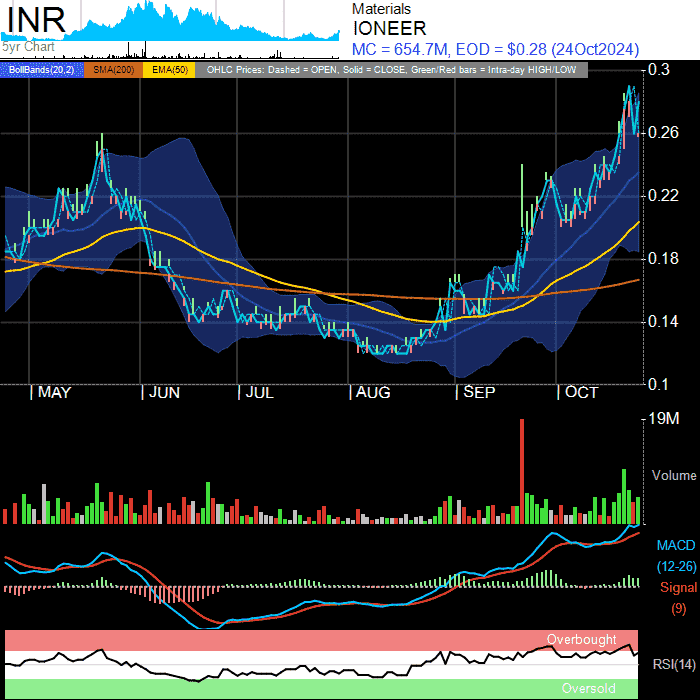 INR
5yr Chart
Materials
IONEER
MC = 654.7M, EOD = $0.28 (24Oct2024)
BollBands(20,2) SMA(200) EMA(50) OHLC Prices: Dashed = OPEN, Solid = CLOSE, Green/Red bars = Intra-day HIGH/LOW
0.3
0.26
0.22
0.18
0.14
0.1
MAY JUN JUL AUG SEP OCT
19M
Volume
MACD
(12-26)
Signal
(9)
Overbought
RSI(14)
Oversold